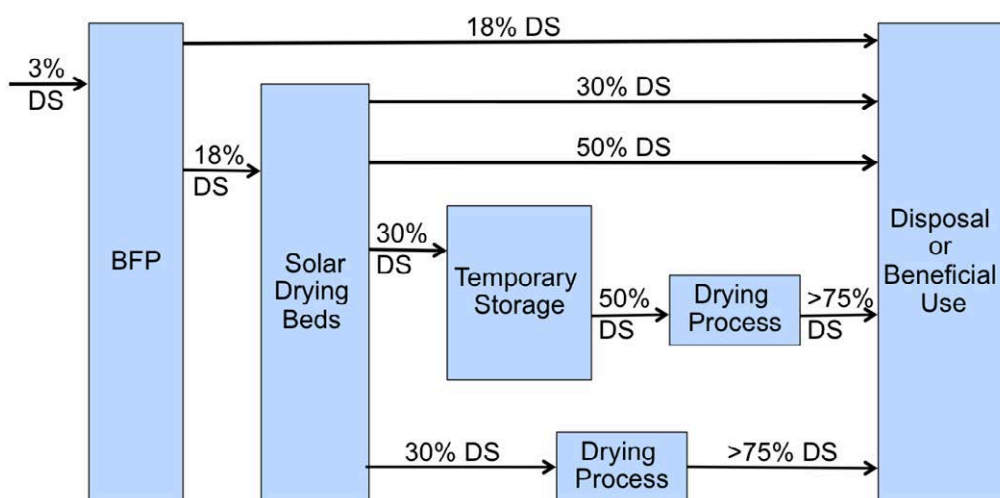 18% DS
3%
DS
30% DS
50% DS
18%
DS
BFP
Solar
Drying
Beds
30%
DS
Temporary
Storage
50%
DS
Drying
Process
>75%
DS
Disposal
or
Beneficial
Use
30% DS
Drying
Process
>75% DS